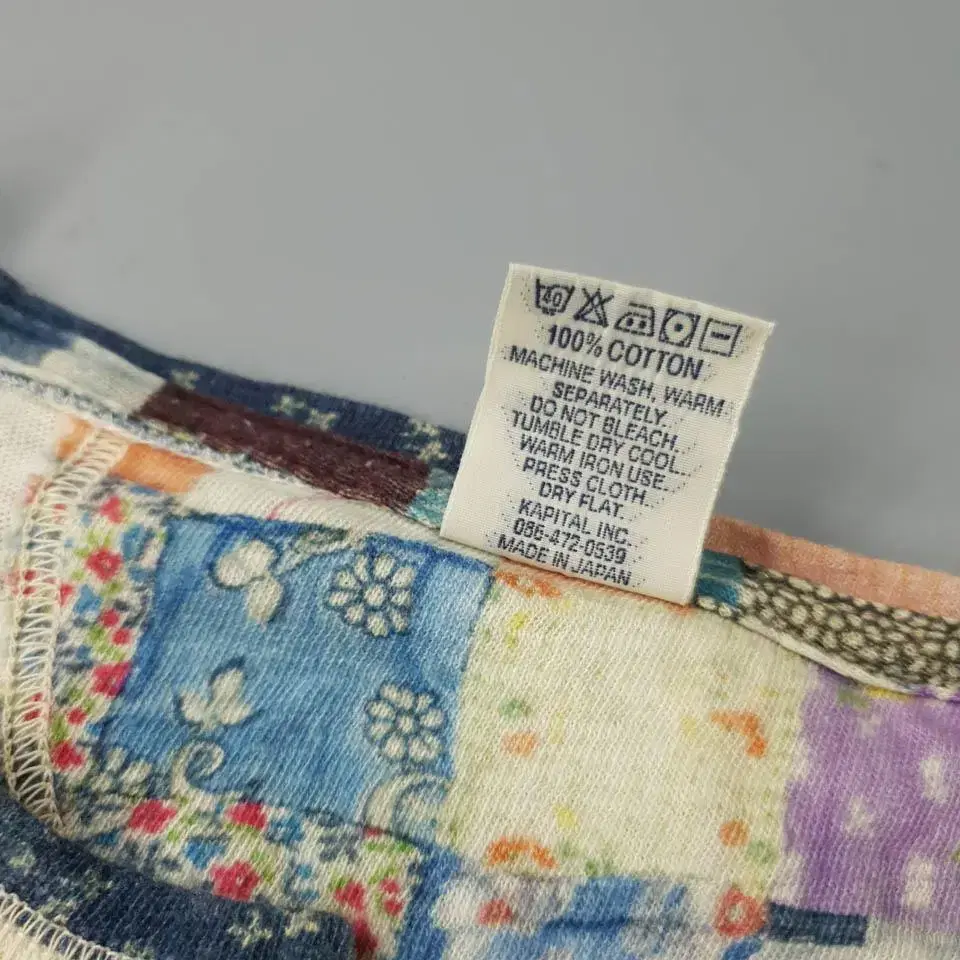 40
100% COTTON
MACHINE WASH, WARM
SEPARATELY.
DO NOT BLEACH.
TUMBLE DRY COOL.
WARM IRON USE
PRESS CLOTH
DRY FLAT.
KAPITAL INC.
086-472-0539
MADE IN JAPAN